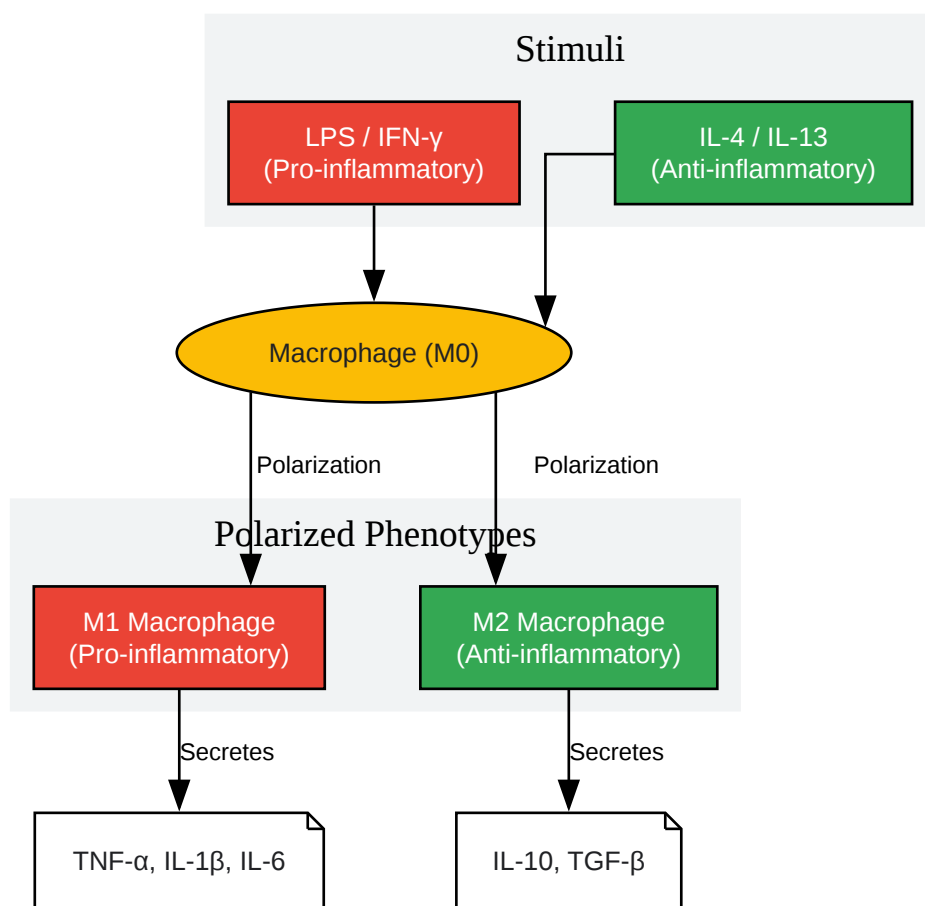 Stimuli
LPS / IFN-γ
(Pro-inflammatory)
IL-4 / IL-13
(Anti-inflammatory)
Macrophage (M0)
Polarization
Polarization
Polarized Phenotypes
M1 Macrophage
(Pro-inflammatory)
M2 Macrophage
(Anti-inflammatory)
Secretes
Secretes
TNF-α, IL-1β, IL-6
IL-10, TGF-β